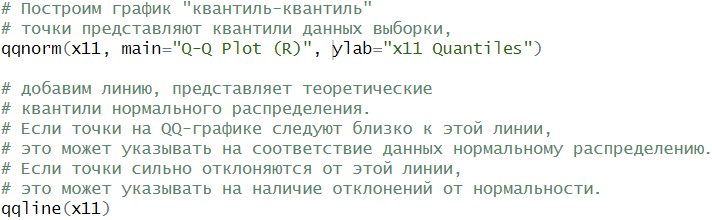 # Построим график "квантиль-квантиль"
# точки представляют квантили данных выборки,
qqnorm(x11, main="Q-Q Plot (R)", ylab="x11 Quantiles")
# добавим линию, представляет теоретические
# квантили нормального распределения.
# Если точки на QQ-графике следуют близко к этой линии,
# это может указывать на соответствие данных нормальному распределению.
# Если точки сильно отклоняются от этой линии,
# это может указывать на наличие отклонений от нормальности.
qqline(x11)